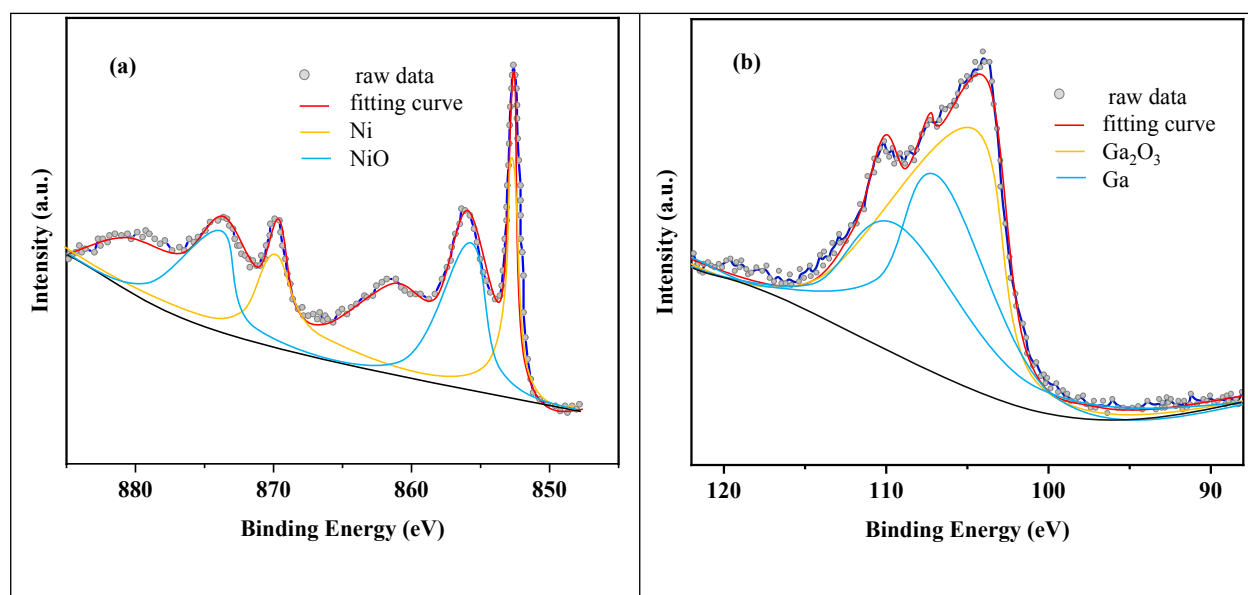 (a)
raw data
fitting curve
Ni
NiO
Intensity (a.u.)
880 870 860 850
Binding Energy (eV)
(b)
raw data
fitting curve
Ga₂O₃
Ga
Intensity (a.u.)
120 110 100 90
Binding Energy (eV)